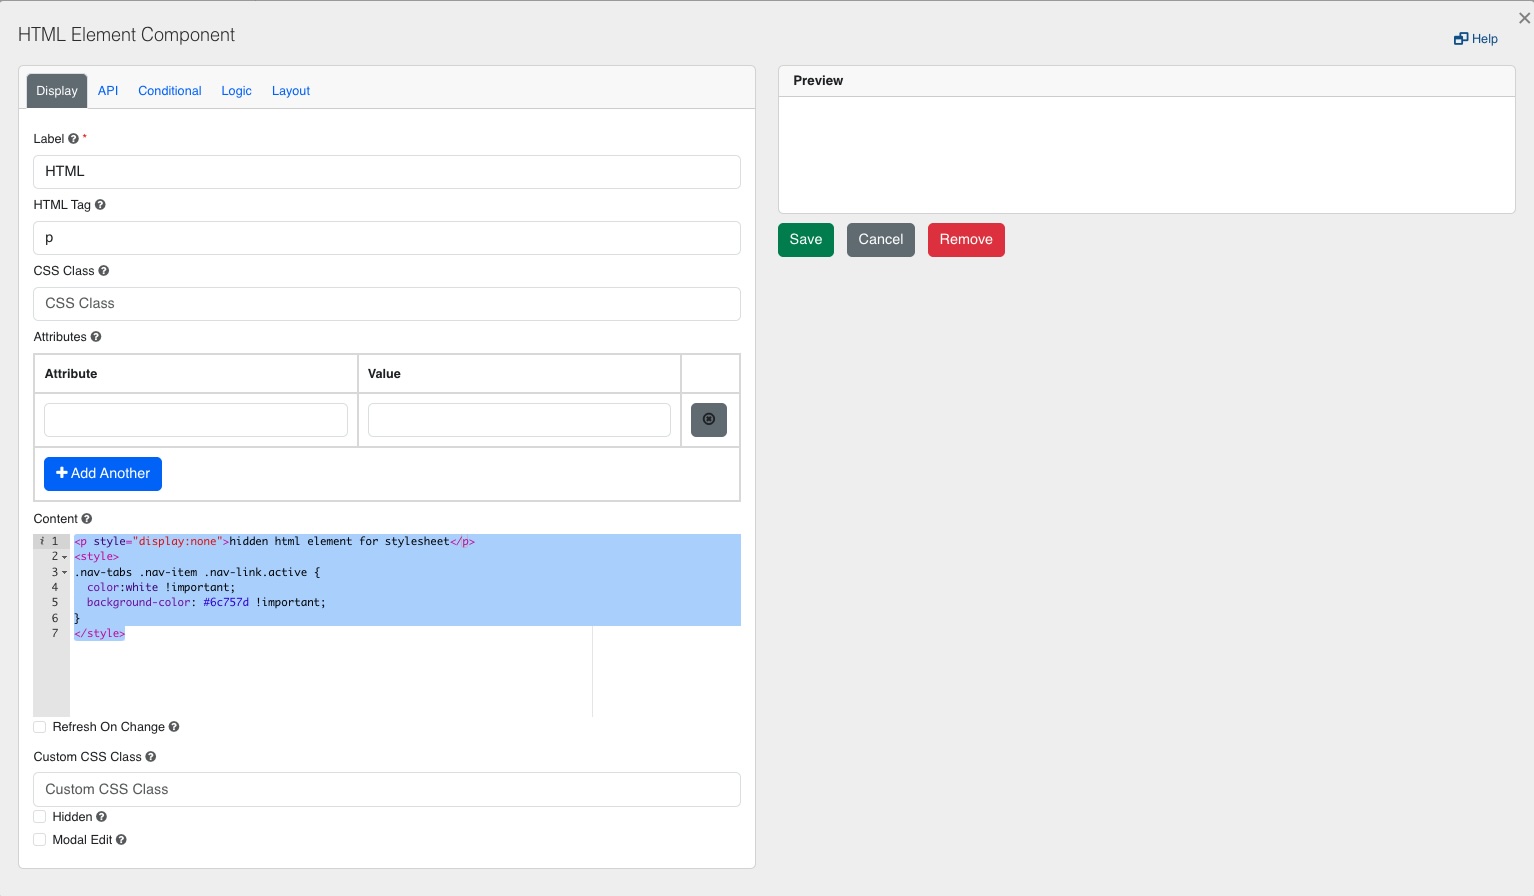 HTML Element Component
Help
Display API Conditional Logic Layout
Label *
HTML
HTML Tag
p
CSS Class
CSS Class
Attributes
Attribute Value
Add Another
Content
1 <p style="display:none">hidden html element for stylesheet</p>
2 <style>
3 .nav-tabs .nav-item .nav-link.active {
4 color:white !important;
5 background-color: #6c757d !important;
6 }
7 </style>
Refresh On Change
Custom CSS Class
Custom CSS Class
Hidden
Modal Edit
Preview
Save Cancel Remove